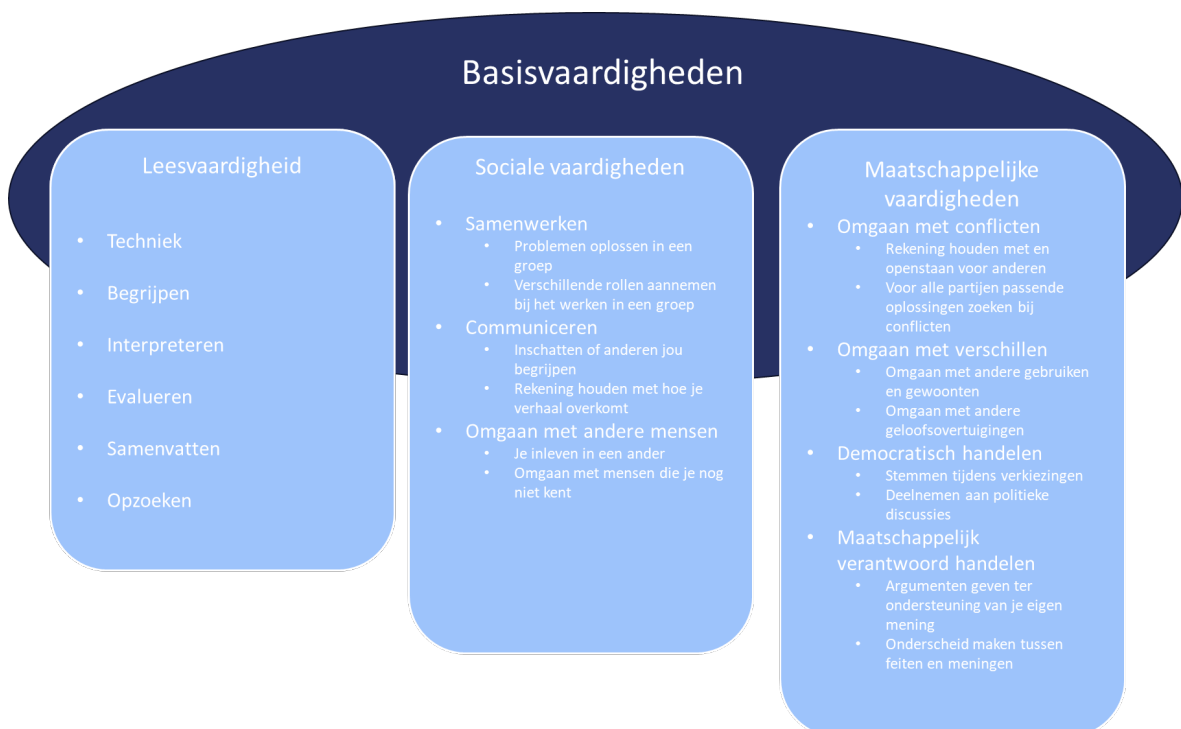 Basisvaardigheden
Leesvaardigheid
• Techniek
• Begrijpen
• Interpreteren
• Evalueren
• Samenvatten
• Opzoeken
Sociale vaardigheden
• Samenwerken
• Problemen oplossen in een
groep
• Verschillende rollen aannemen
bij het werken in een groep
• Communiceren
• Inschatten of anderen jou
begrijpen
• Rekening houden met hoe je
verhaal overkomt
• Omgaan met andere mensen
• Je inleven in een ander
• Omgaan met mensen die je nog
niet kent
Maatschappelijke
vaardigheden
• Omgaan met conflicten
• Rekening houden met en
openstaan voor anderen
• Voor alle partijen passende
oplossingen zoeken bij
conflicten
• Omgaan met verschillen
• Omgaan met andere gebruiken
en gewoonten
• Omgaan met andere
geloofsovertuigingen
• Democratisch handelen
• Stemmen tijdens verkiezingen
• Deelnemen aan politieke
discussies
• Maatschappelijk
verantwoord handelen
• Argumenten geven ter
ondersteuning van je eigen
mening
• Onderscheid maken tussen
feiten en meningen